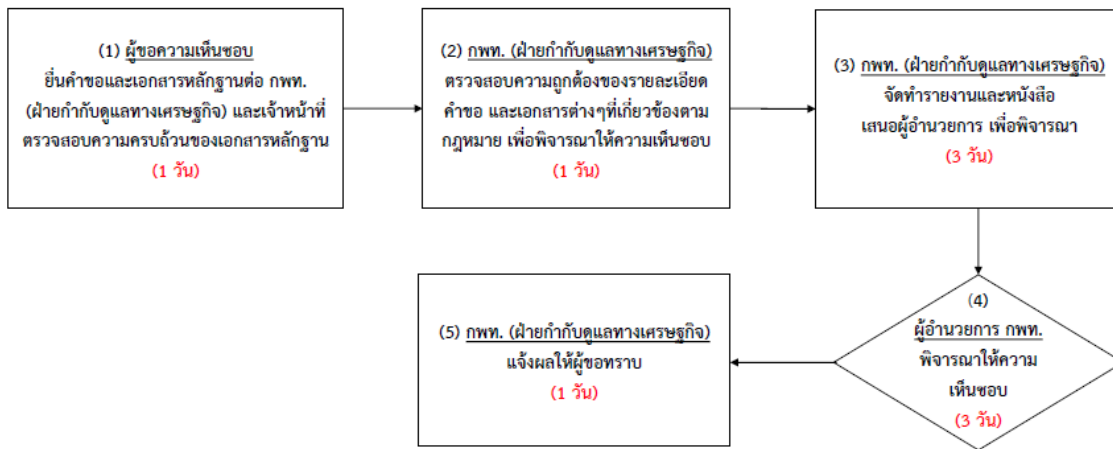 (1) ผู้ขอความเห็นชอบ
ยื่นคำขอและเอกสารหลักฐานต่อ กพท.
(ฝ่ายกำกับดูแลทางเศรษฐกิจ) และเจ้าหน้าที่
ตรวจสอบความครบถ้วนของเอกสารหลักฐาน
(1 วัน)
(2) กพท. (ฝ่ายกำกับดูแลทางเศรษฐกิจ)
ตรวจสอบความถูกต้องของรายละเอียด
คำขอ และเอกสารต่างๆที่เกี่ยวข้องตาม
กฎหมาย เพื่อพิจารณาให้ความเห็นชอบ
(1 วัน)
(3) กพท. (ฝ่ายกำกับดูแลทางเศรษฐกิจ)
จัดทำรายงานและหนังสือ
เสนอผู้อำนวยการ เพื่อพิจารณา
(3 วัน)
(4)
ผู้อำนวยการ กพท.
พิจารณาให้ความ
เห็นชอบ
(3 วัน)
(5) กพท. (ฝ่ายกำกับดูแลทางเศรษฐกิจ)
แจ้งผลให้ผู้ขอทราบ
(1 วัน)